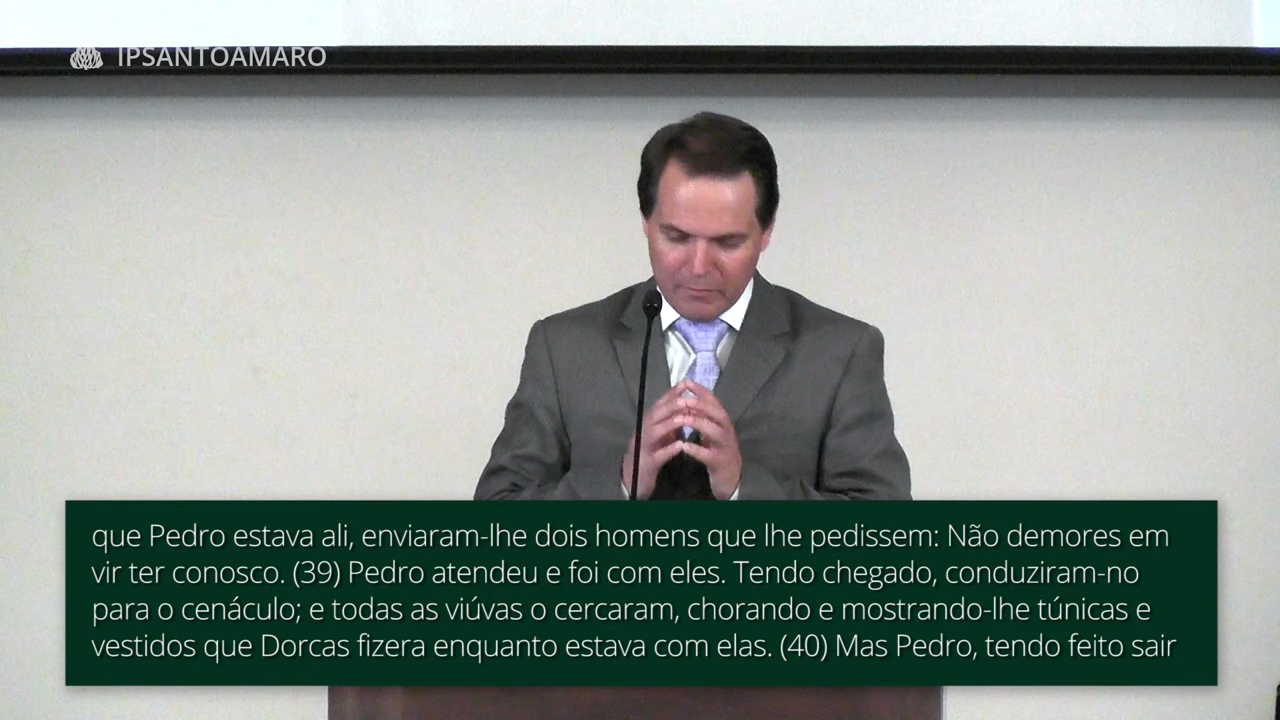 IPSANTOAMARO
que Pedro estava ali, enviaram-lhe dois homens que lhe pedissem: Não demores em
vir ter conosco. (39) Pedro atendeu e foi com eles. Tendo chegado, conduziram-no
para o cenáculo; e todas as viúvas o cercaram, chorando e mostrando-lhe túnicas e
vestidos que Dorcas fizera enquanto estava com elas. (40) Mas Pedro, tendo feito sair